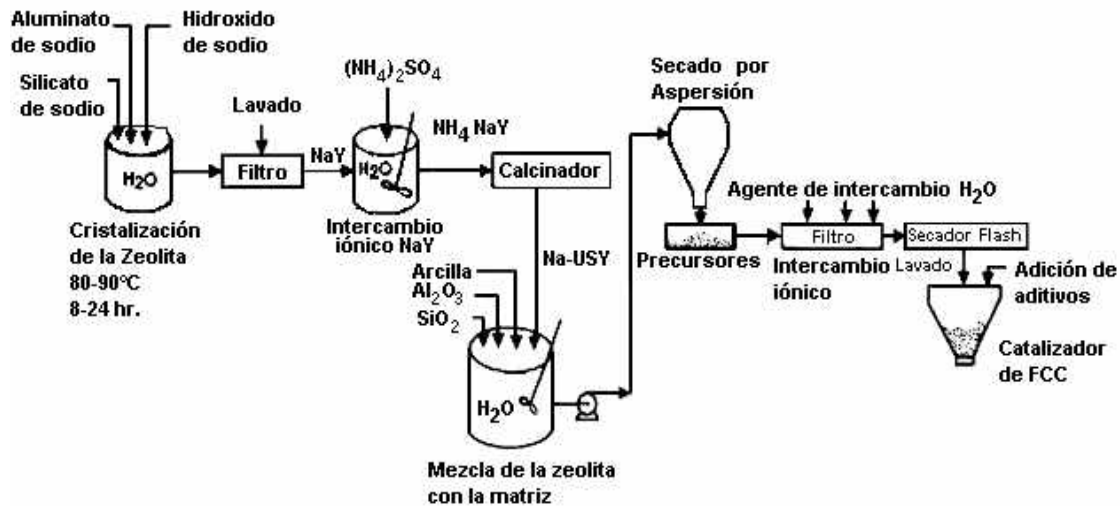 Aluminato
de sodio
Hidroxido
de sodio
Silicato
de sodio
H2O
Cristalización
de la Zeolita
80-90°C
8-24 hr.
Lavado
Filtro
NaY
(NH4)2SO4
H2O
Intercambio
iónico NaY
NH4 NaY
Calcinador
Na-USY
Arcilla
Al2O3
SiO2
H2O
Mezcla de la zeolita
con la matriz
Secado por
Aspersión
Precursores
Agente de intercambio H2O
Filtro
Intercambio
iónico
Lavado
Secador Flash
Adición de
aditivos
Catalizador
de FCC